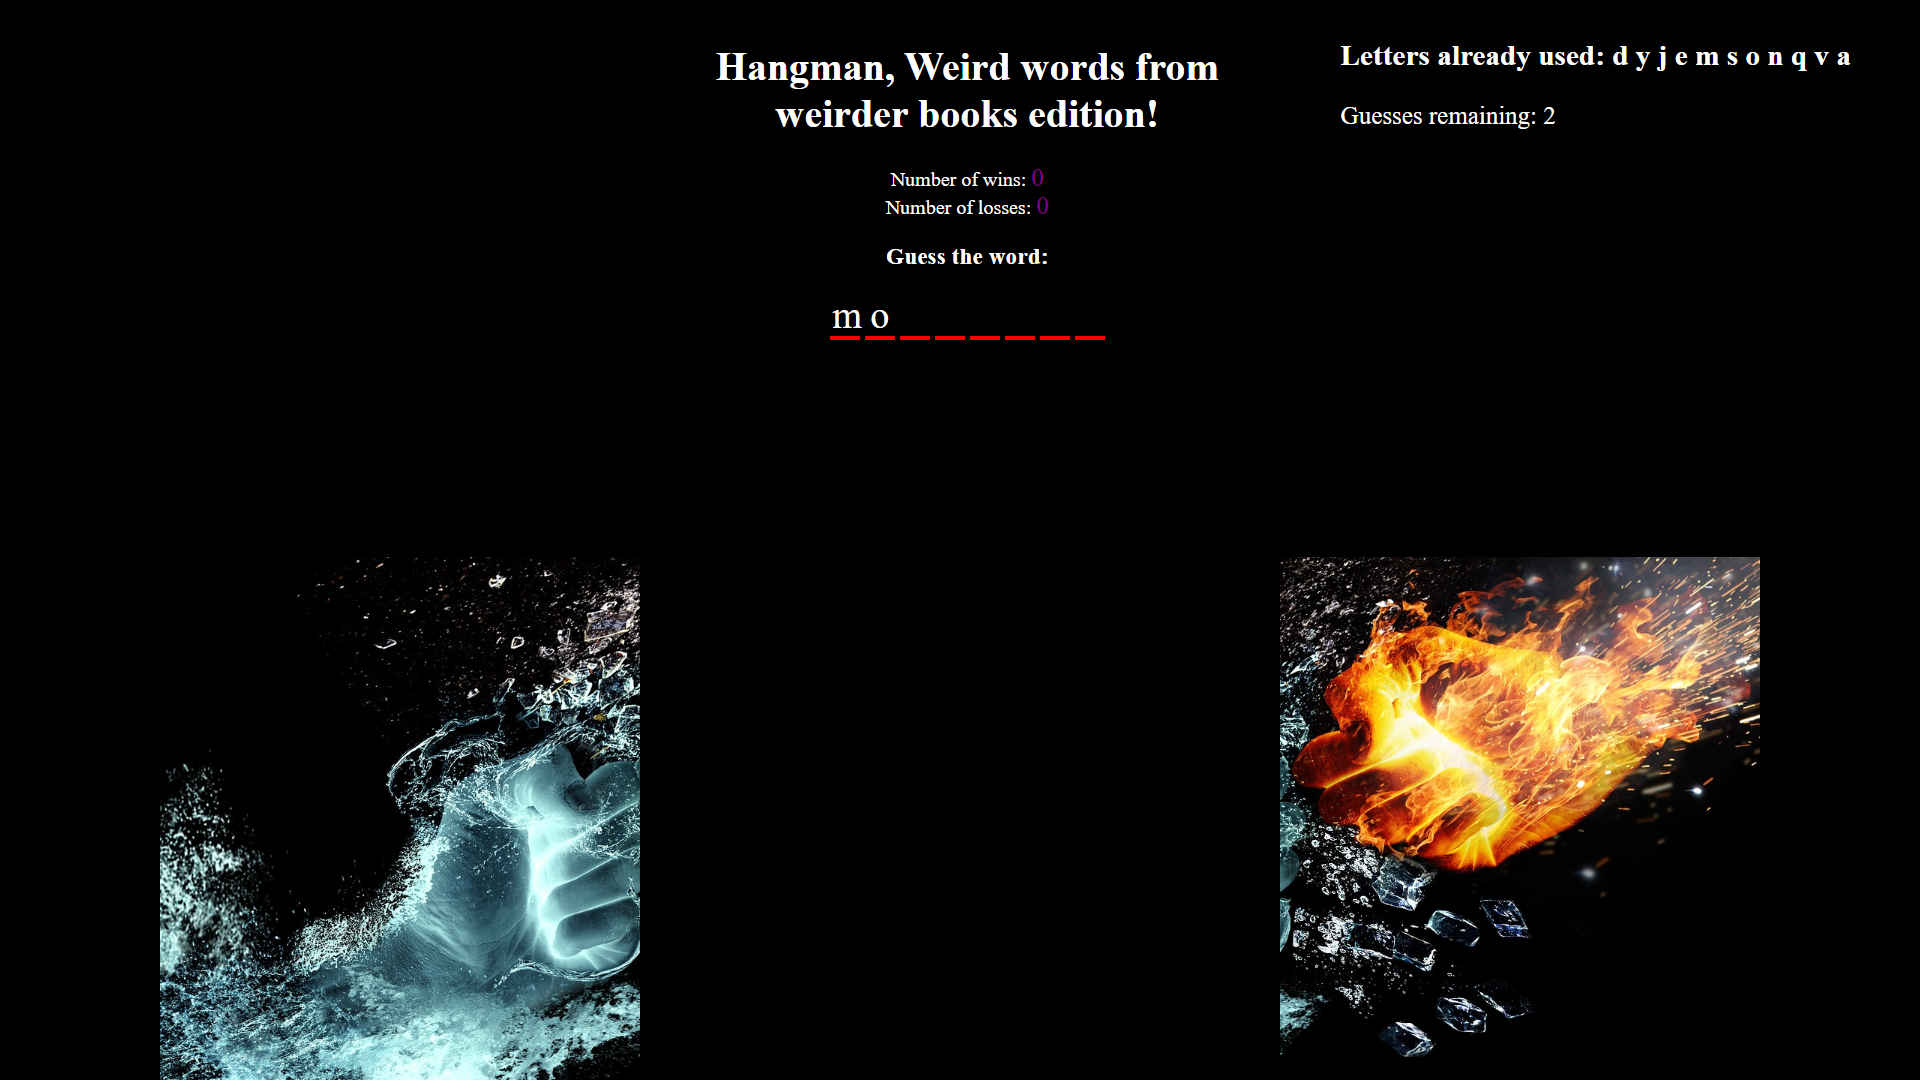 Hangman, Weird words from
weirder books edition!
Number of wins: 0
Number of losses: 0
Guess the word:
m o
Letters already used: d y j e m s o n q v a
Guesses remaining: 2